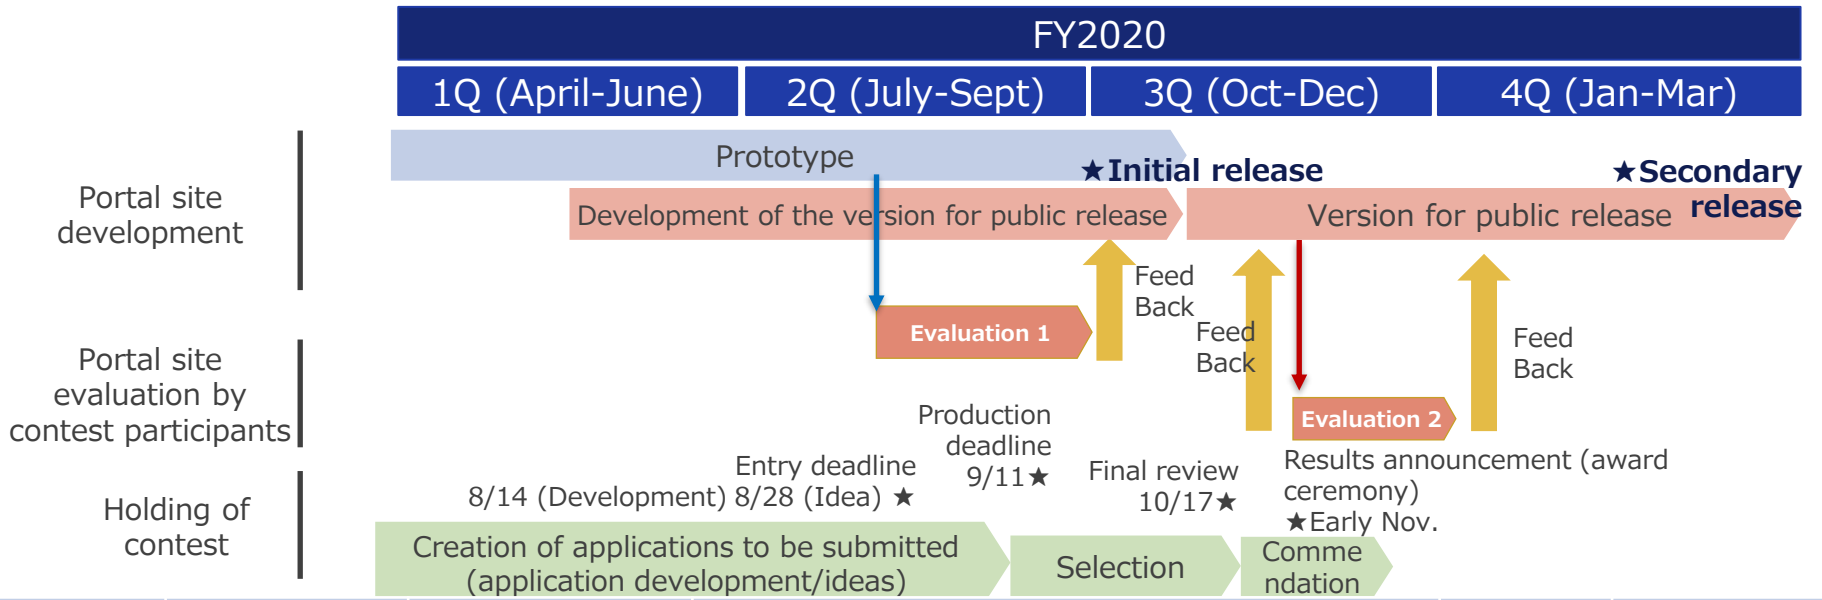 FY2020
1Q (April-June)
2Q (July-Sept)
3Q (Oct-Dec)
4Q (Jan-Mar)
Portal site
development
Prototype
★Initial release
★Secondary
release
Development of the version for public release
Version for public release
Portal site
evaluation by
contest participants
Evaluation 1
Feed
Back
Feed
Back
Evaluation 2
Feed
Back
Holding of
contest
Entry deadline
8/14 (Development) 8/28 (Idea) ★
Production
deadline
9/11★
Final review
10/17★
Results announcement (award
ceremony)
★Early Nov.
Creation of applications to be submitted
(application development/ideas)
Selection
Comme
ndation